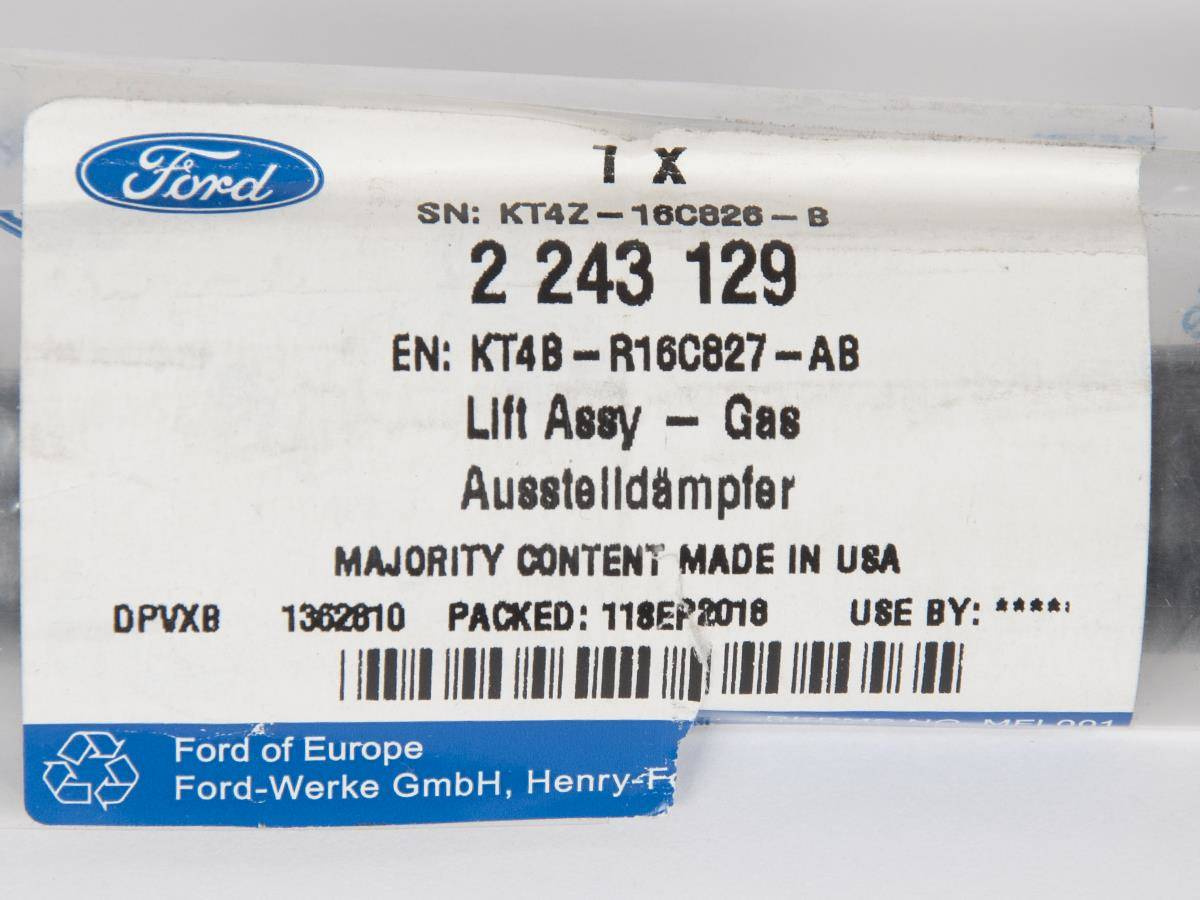 Ford
1 X
SN: KT4Z-16C826-B
2 243 129
EN: KT4B-R16C827-AB
Lift Assy - Gas
Ausstelldämpfer
MAJORITY CONTENT MADE IN USA
DPVXB 1362810 PACKED: 11SEP2018 USE BY: ****
Ford of Europe
Ford-Werke GmbH, Henry-Fo